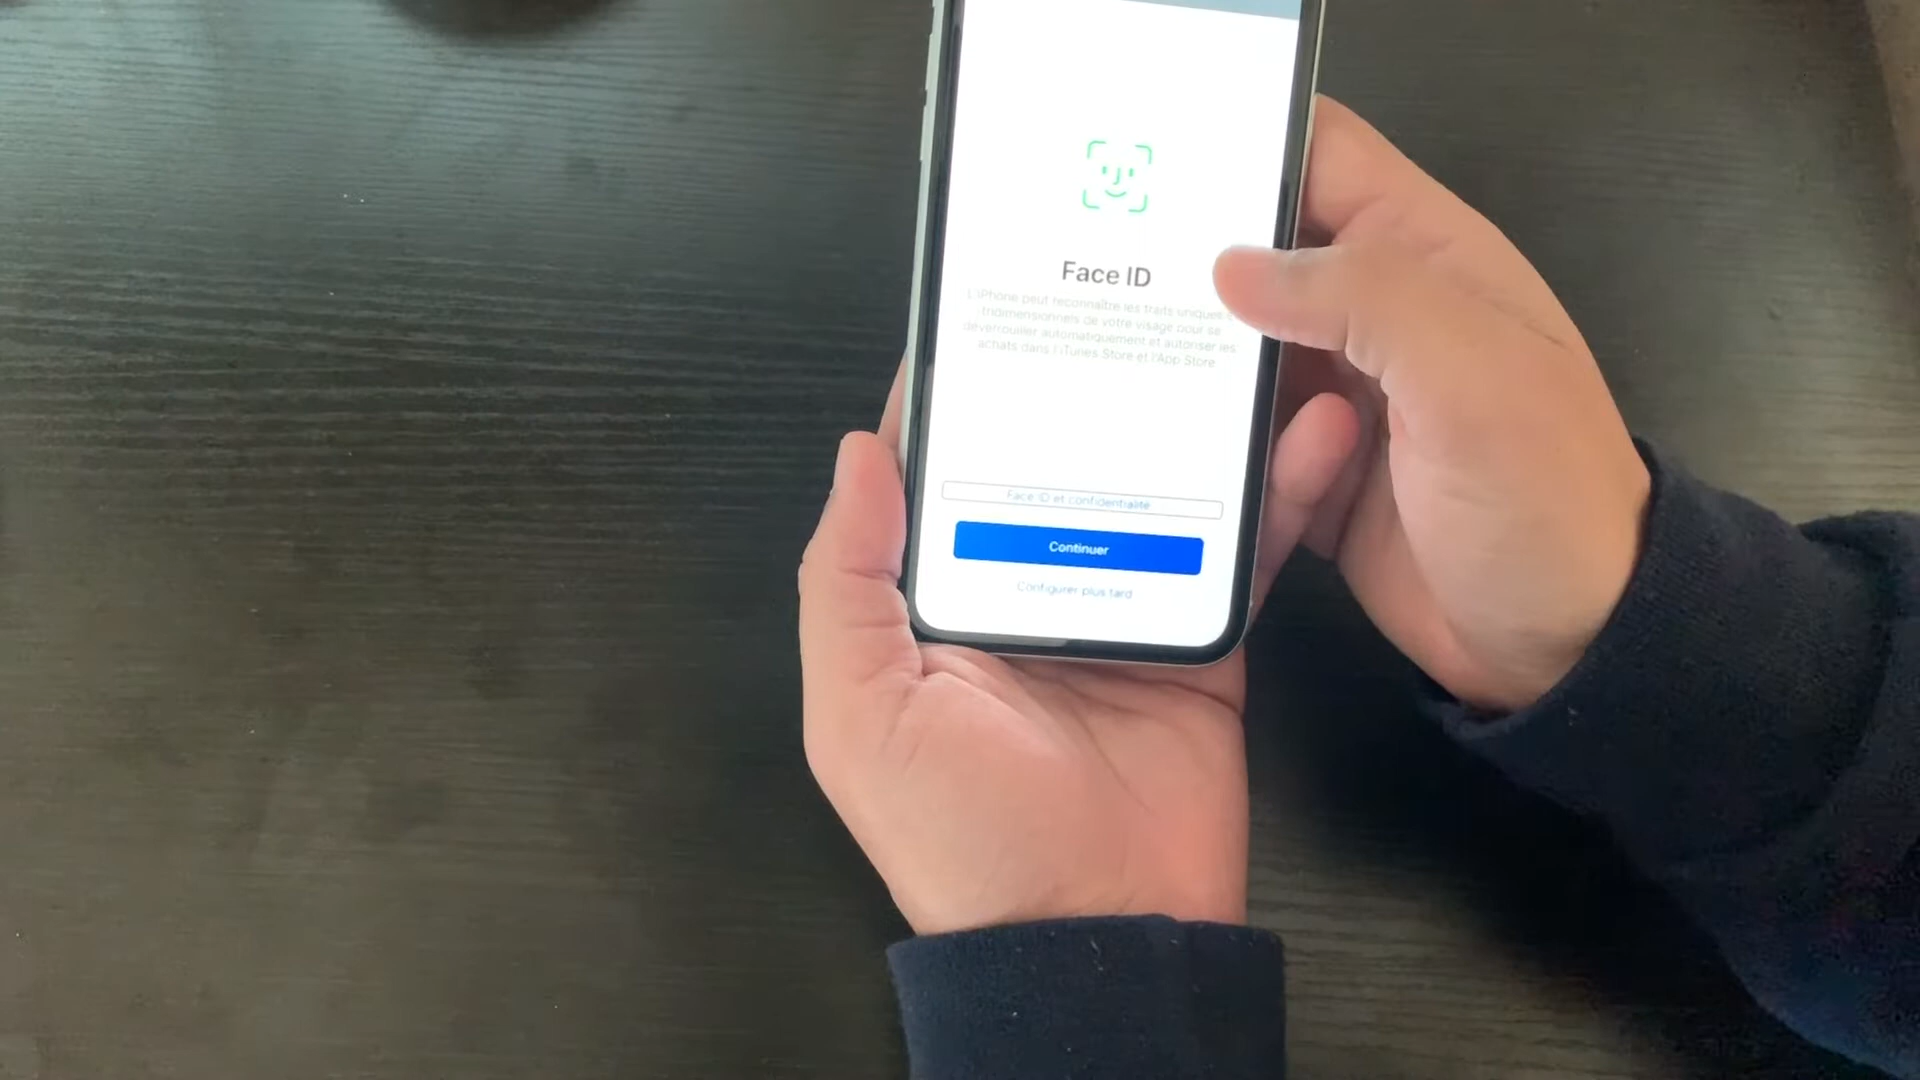 Face ID
L'iPhone peut reconnaître les traits uniques
tridimensionnels de votre visage pour se
déverrouiller automatiquement et autoriser les
achats dans l'iTunes Store et l'App Store
Face ID et confidentialité
Continuer
Configurer plus tard